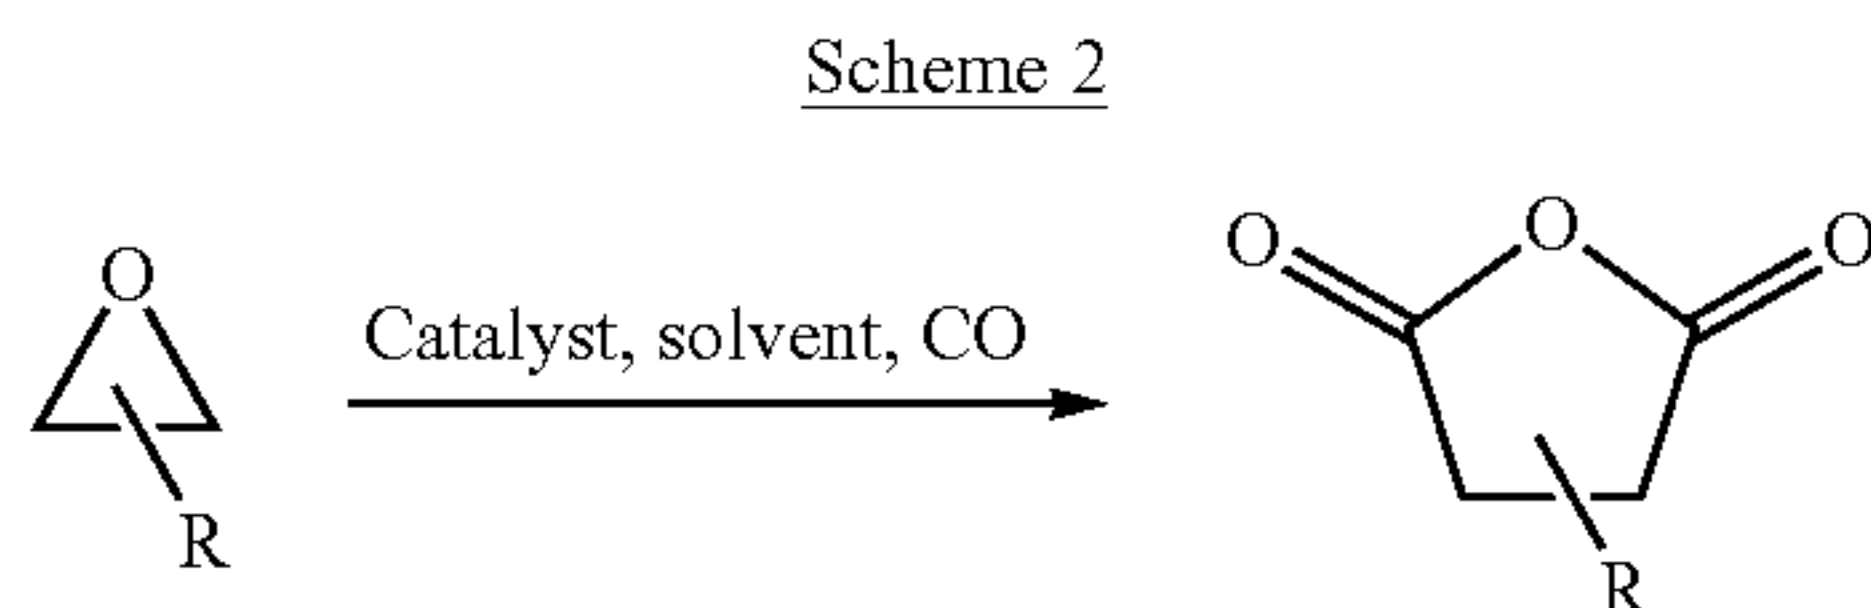 Scheme 2
O
Catalyst, solvent, CO
R
O
O
O
R